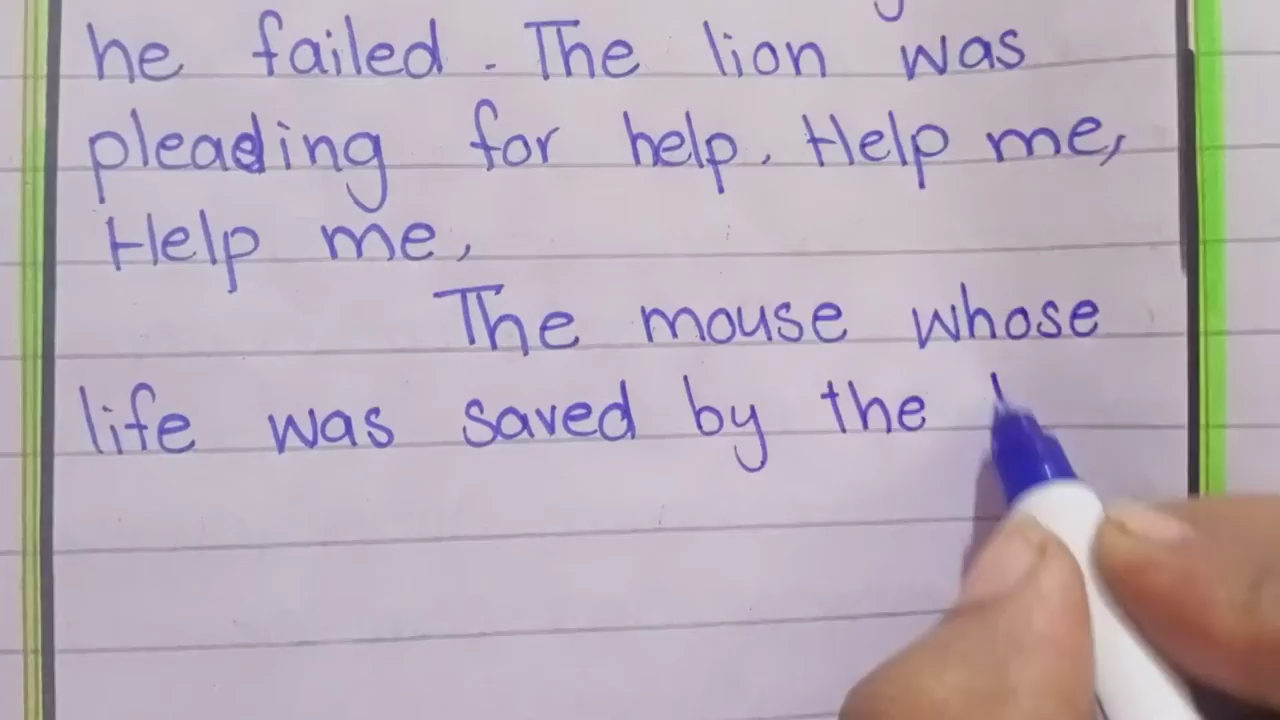 he failed. The lion was
pleading for help. Help me,
Help me,
The mouse whose
life was saved by the